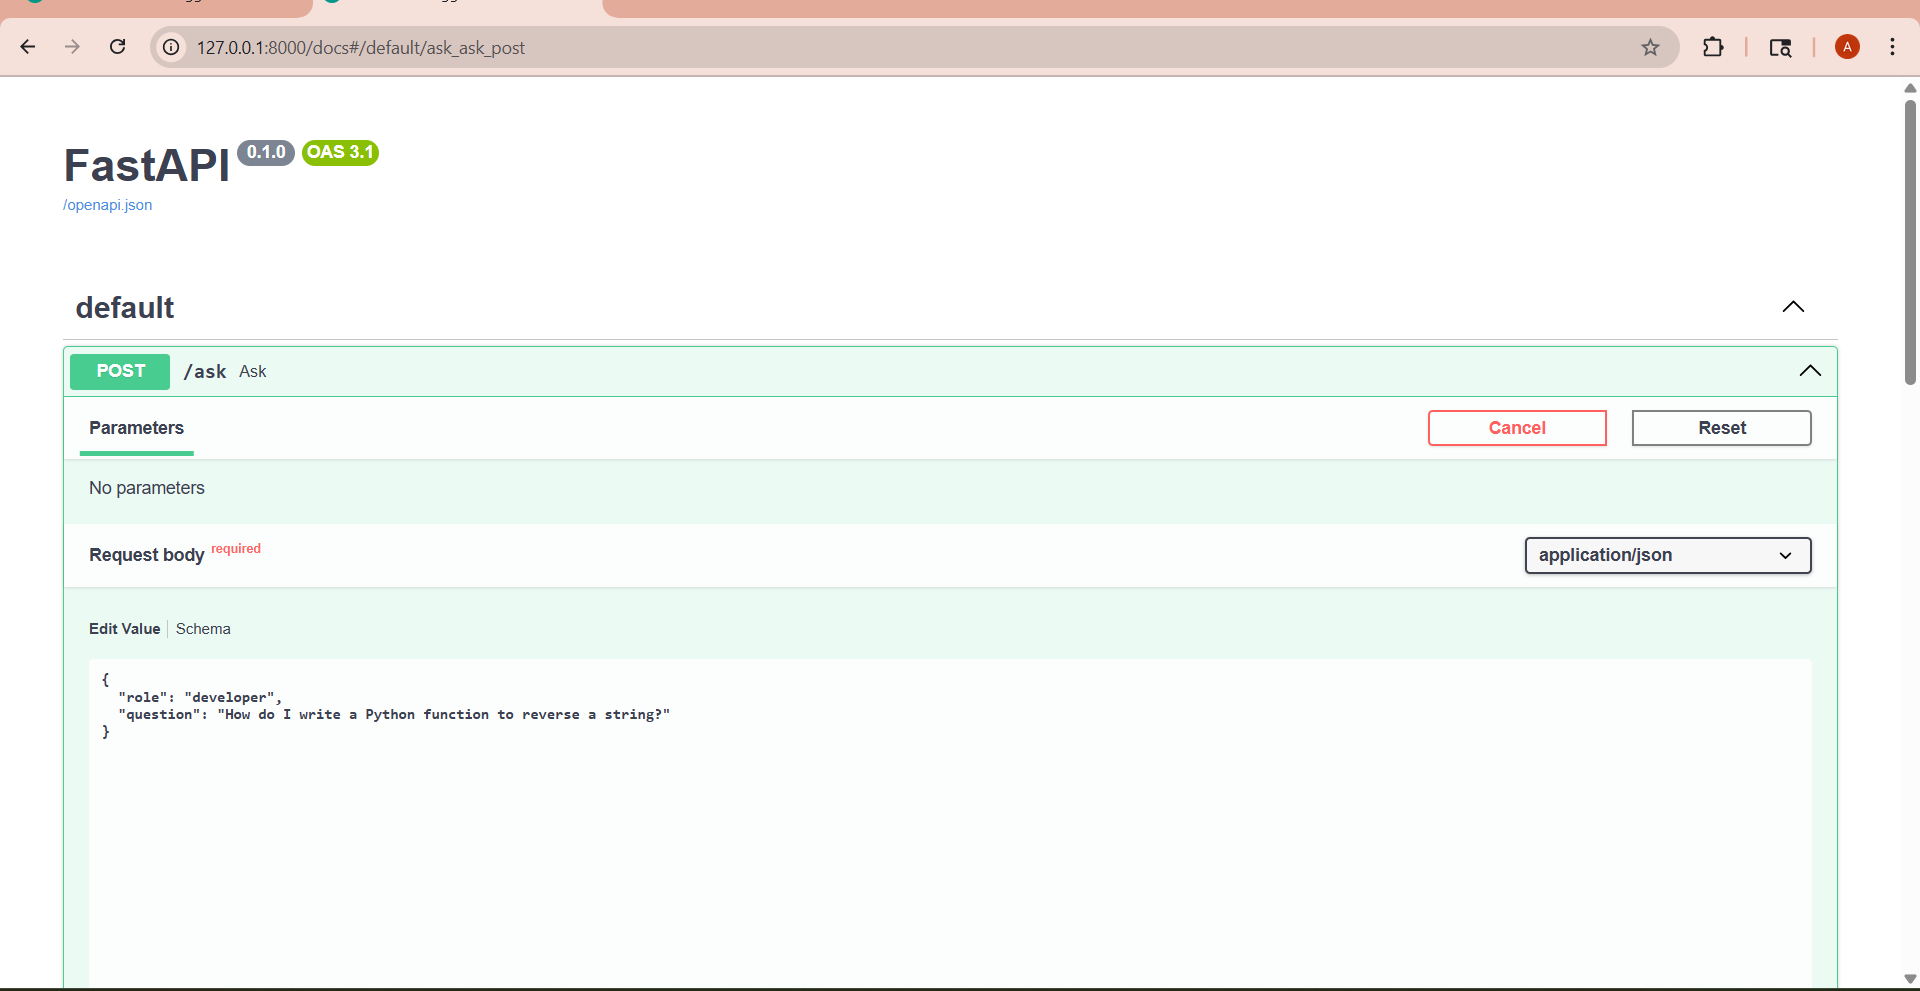 127.0.0.1:8000/docs#/default/ask_ask_post
A
FastAPI 0.1.0 OAS 3.1
/openapi.json
default
POST /ask Ask
Parameters
Cancel Reset
No parameters
Request body required
application/json
Edit Value Schema
{
"role": "developer",
"question": "How do I write a Python function to reverse a string?"
}